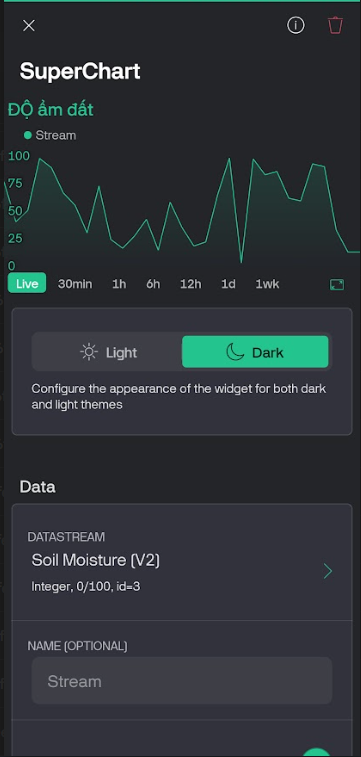 SuperChart
ĐỘ ẩm đất
Stream
100
75
50
25
0
Live 30min 1h 6h 12h 1d 1wk
Light Dark
Configure the appearance of the widget for both dark
and light themes
Data
DATASTREAM
Soil Moisture (V2)
Integer, 0/100, id=3
NAME (OPTIONAL)
Stream